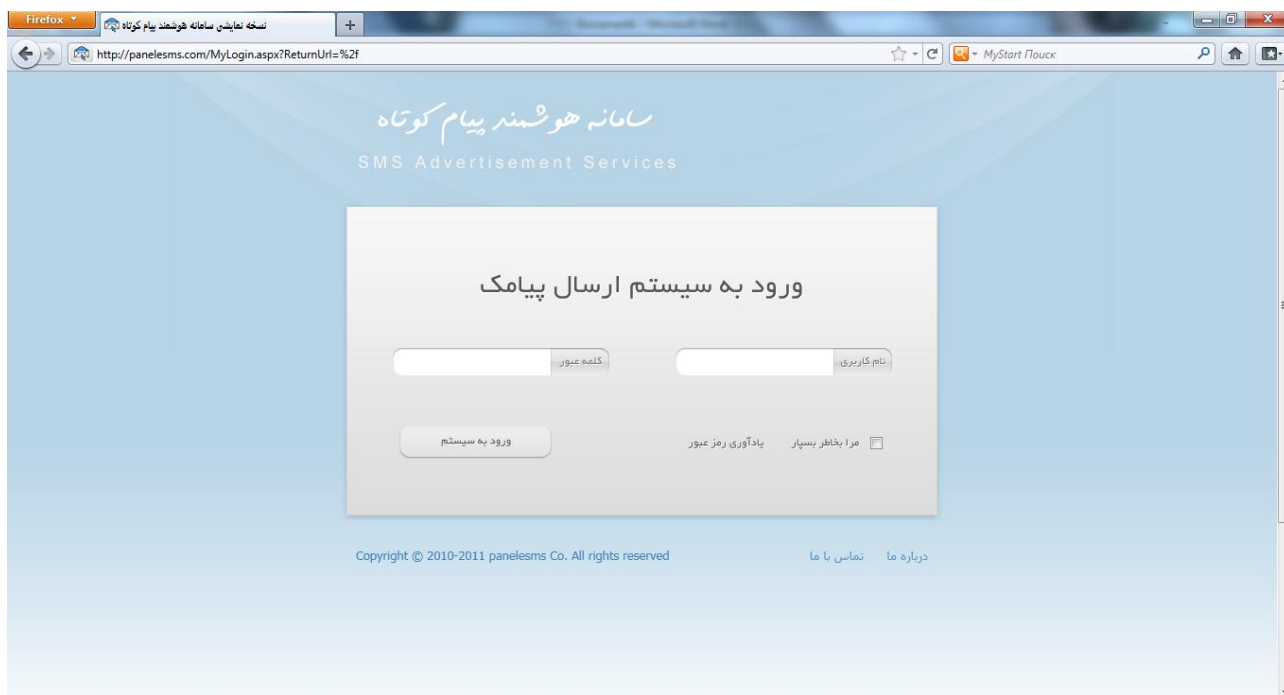 Firefox
نسخه نمایشی سامانه هوشمند پیام کوتاه
http://panelesms.com/MyLogin.aspx?ReturnUrl=%2f
MyStart Поиск
سامانه هوشمند پیام کوتاه
SMS Advertisement Services
ورود به سیستم ارسال پیامک
نام کاربری
کلمه عبور
مرا بخاطر بسپار یادآوری رمز عبور
ورود به سیستم
درباره ما تماس با ما
Copyright © 2010-2011 panelesms Co. All rights reserved